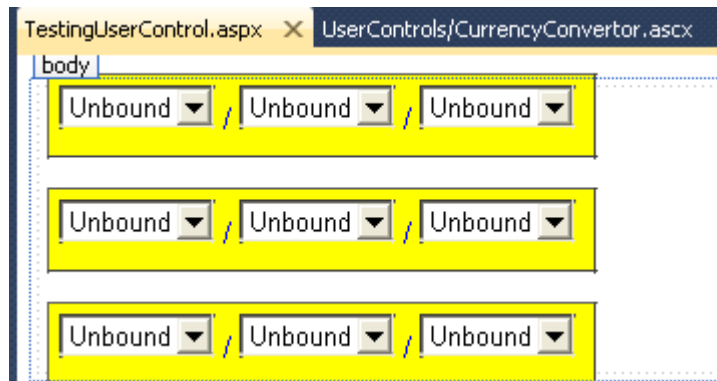 TestingUserControl.aspx × UserControls/CurrencyConvertor.ascx
body
Unbound / Unbound / Unbound
Unbound / Unbound / Unbound
Unbound / Unbound / Unbound